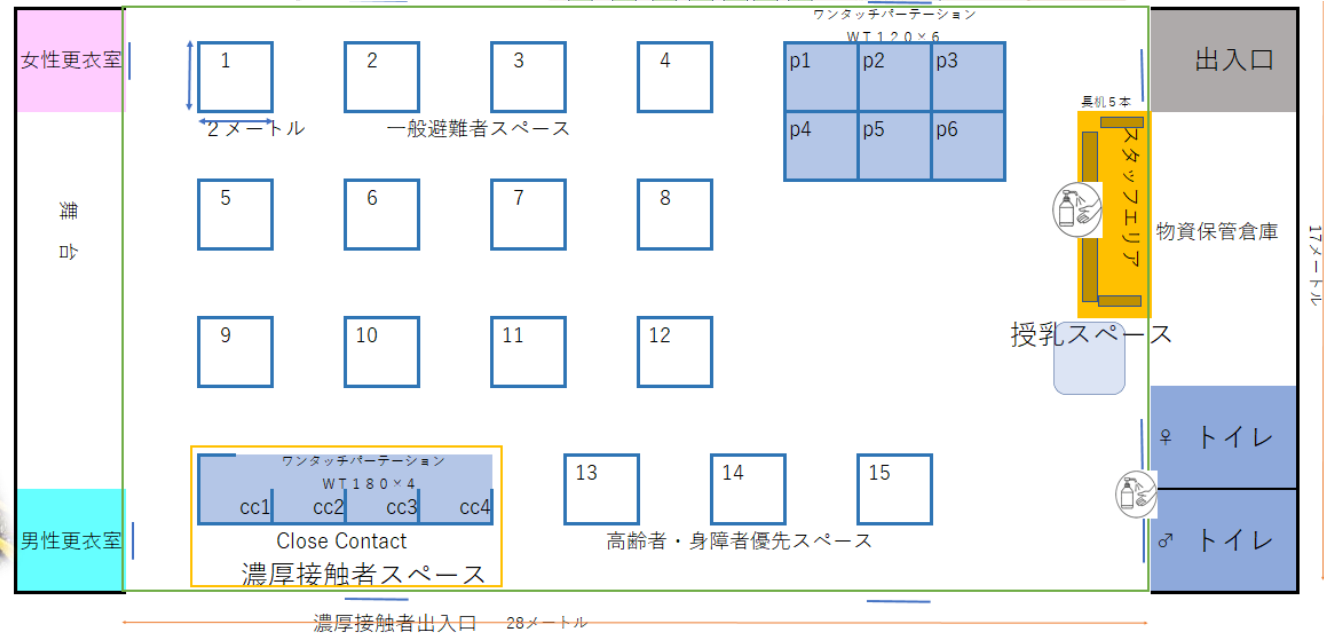 ワンタッチパーテーション
WT120×6
女性更衣室
1
2
3
4
p1
p2
p3
出入口
長机5本
2メートル
一般避難者スペース
p4
p5
p6
スタッフエリア
5
6
7
8
舞台
物資保管倉庫
17メートル
9
10
11
12
授乳スペース
♀ トイレ
ワンタッチパーテーション
WT180×4
cc1
cc2
cc3
cc4
13
14
15
男性更衣室
Close Contact
濃厚接触者スペース
高齢者・身障者優先スペース
♂ トイレ
濃厚接触者出入口
28メートル